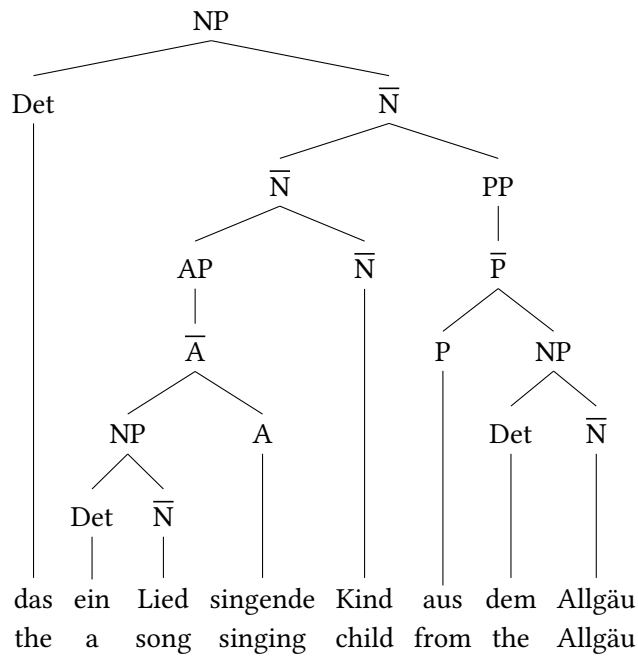 NP
Det N̅
N̅ PP
AP N̅ P̅
A̅ P NP
NP A Det N̅
Det N̅
das ein Lied singende Kind aus dem Allgäu
the a song singing child from the Allgäu